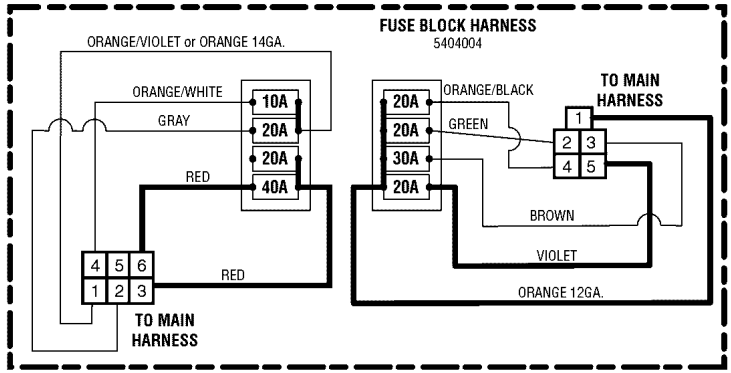 FUSE BLOCK HARNESS
5404004
ORANGE/VIOLET or ORANGE 14GA.
ORANGE/WHITE
GRAY
RED
RED
10A
20A
20A
40A
4 5 6
1 2 3
TO MAIN
HARNESS
20A
20A
30A
20A
ORANGE/BLACK
GREEN
BROWN
VIOLET
ORANGE 12GA.
TO MAIN
HARNESS
1
2 3
4 5